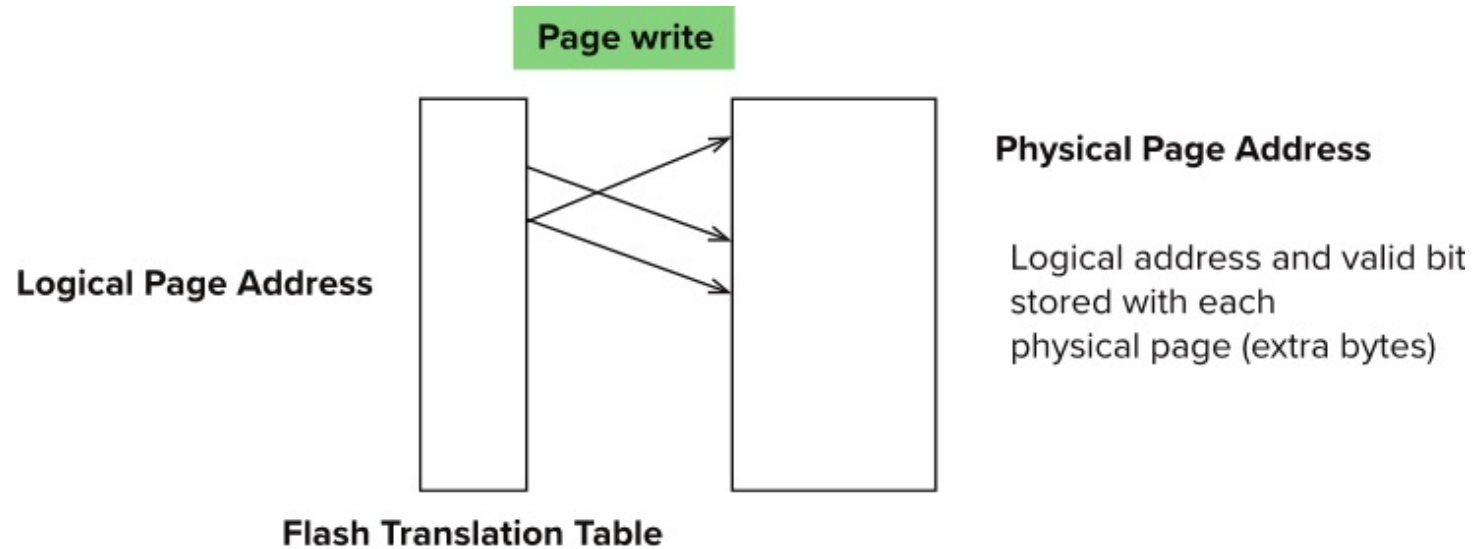 Page write
Physical Page Address
Logical Page Address
Logical address and valid bit
stored with each
physical page (extra bytes)
Flash Translation Table